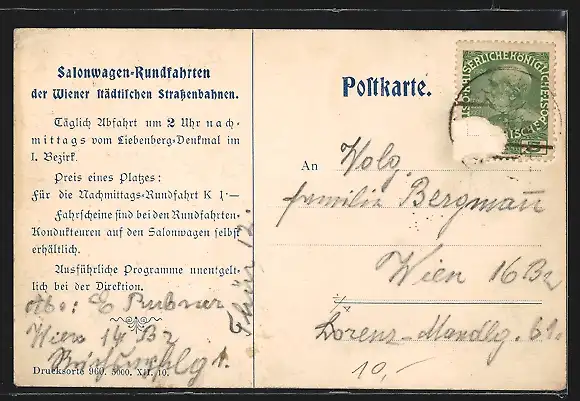 Salonwagen-Rundfahrten
der Wiener städtischen Straßenbahnen.
Täglich Abfahrt um 2 Uhr nach-
mittags vom Liebenberg-Denkmal im
I. Bezirk.
Preis eines Platzes:
Für die Nachmittags-Rundfahrt K 1·—
Fahrscheine sind bei den Rundfahrten-
Kondukteuren auf den Salonwagen selbst
erhältlich.
Ausführliche Programme unentgelt-
lich bei der Direktion.
Abs: E Rubner
Wien 14 Bz
Drucksorte 960. 5000. XII. 10.
Thür 12.
Postkarte.
KAISERLICHE KÖNIGLICHE
An
familie Bergmann
Wien 16 Bz
Lorenz-Mandlg. 61.
10,-